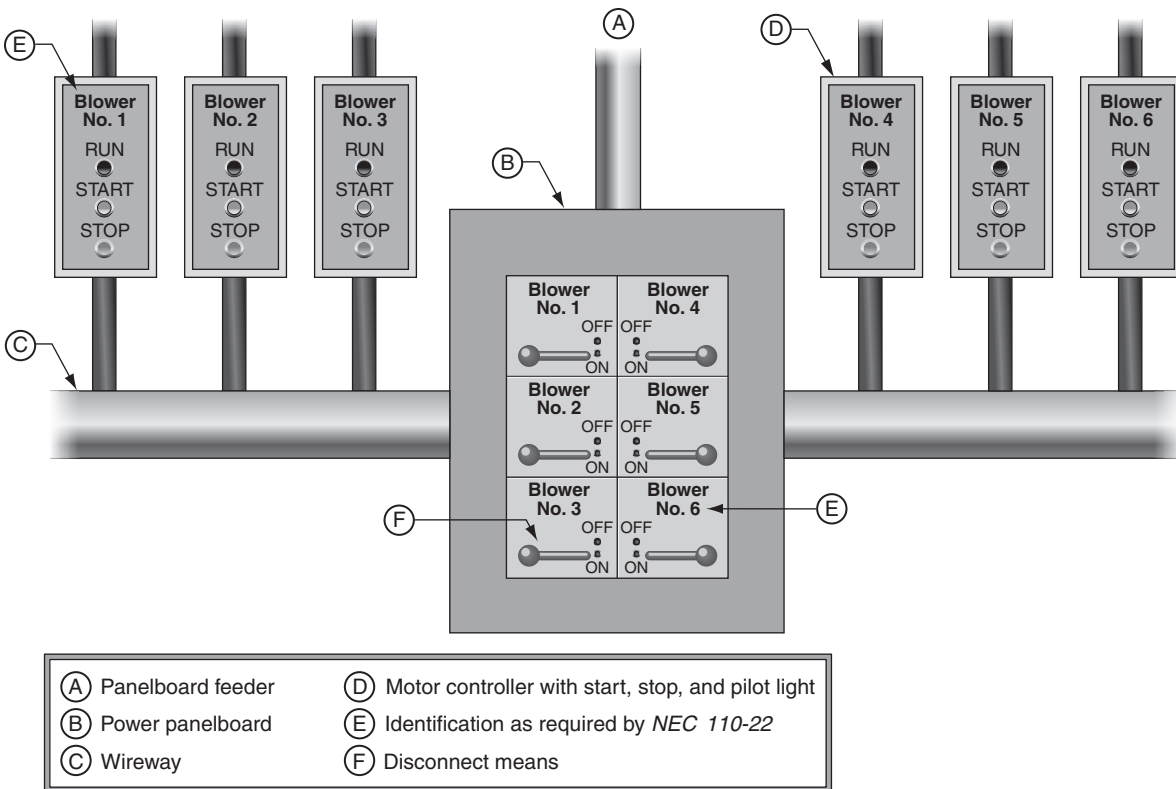 A
E
D
Blower
No. 1
RUN
START
STOP
Blower
No. 2
RUN
START
STOP
Blower
No. 3
RUN
START
STOP
Blower
No. 4
RUN
START
STOP
Blower
No. 5
RUN
START
STOP
Blower
No. 6
RUN
START
STOP
B
C
Blower
No. 1
OFF
ON
Blower
No. 4
OFF
ON
Blower
No. 2
OFF
ON
Blower
No. 5
OFF
ON
Blower
No. 3
OFF
ON
Blower
No. 6
OFF
ON
F
E
A Panelboard feeder
B Power panelboard
C Wireway
D Motor controller with start, stop, and pilot light
E Identification as required by NEC 110-22
F Disconnect means